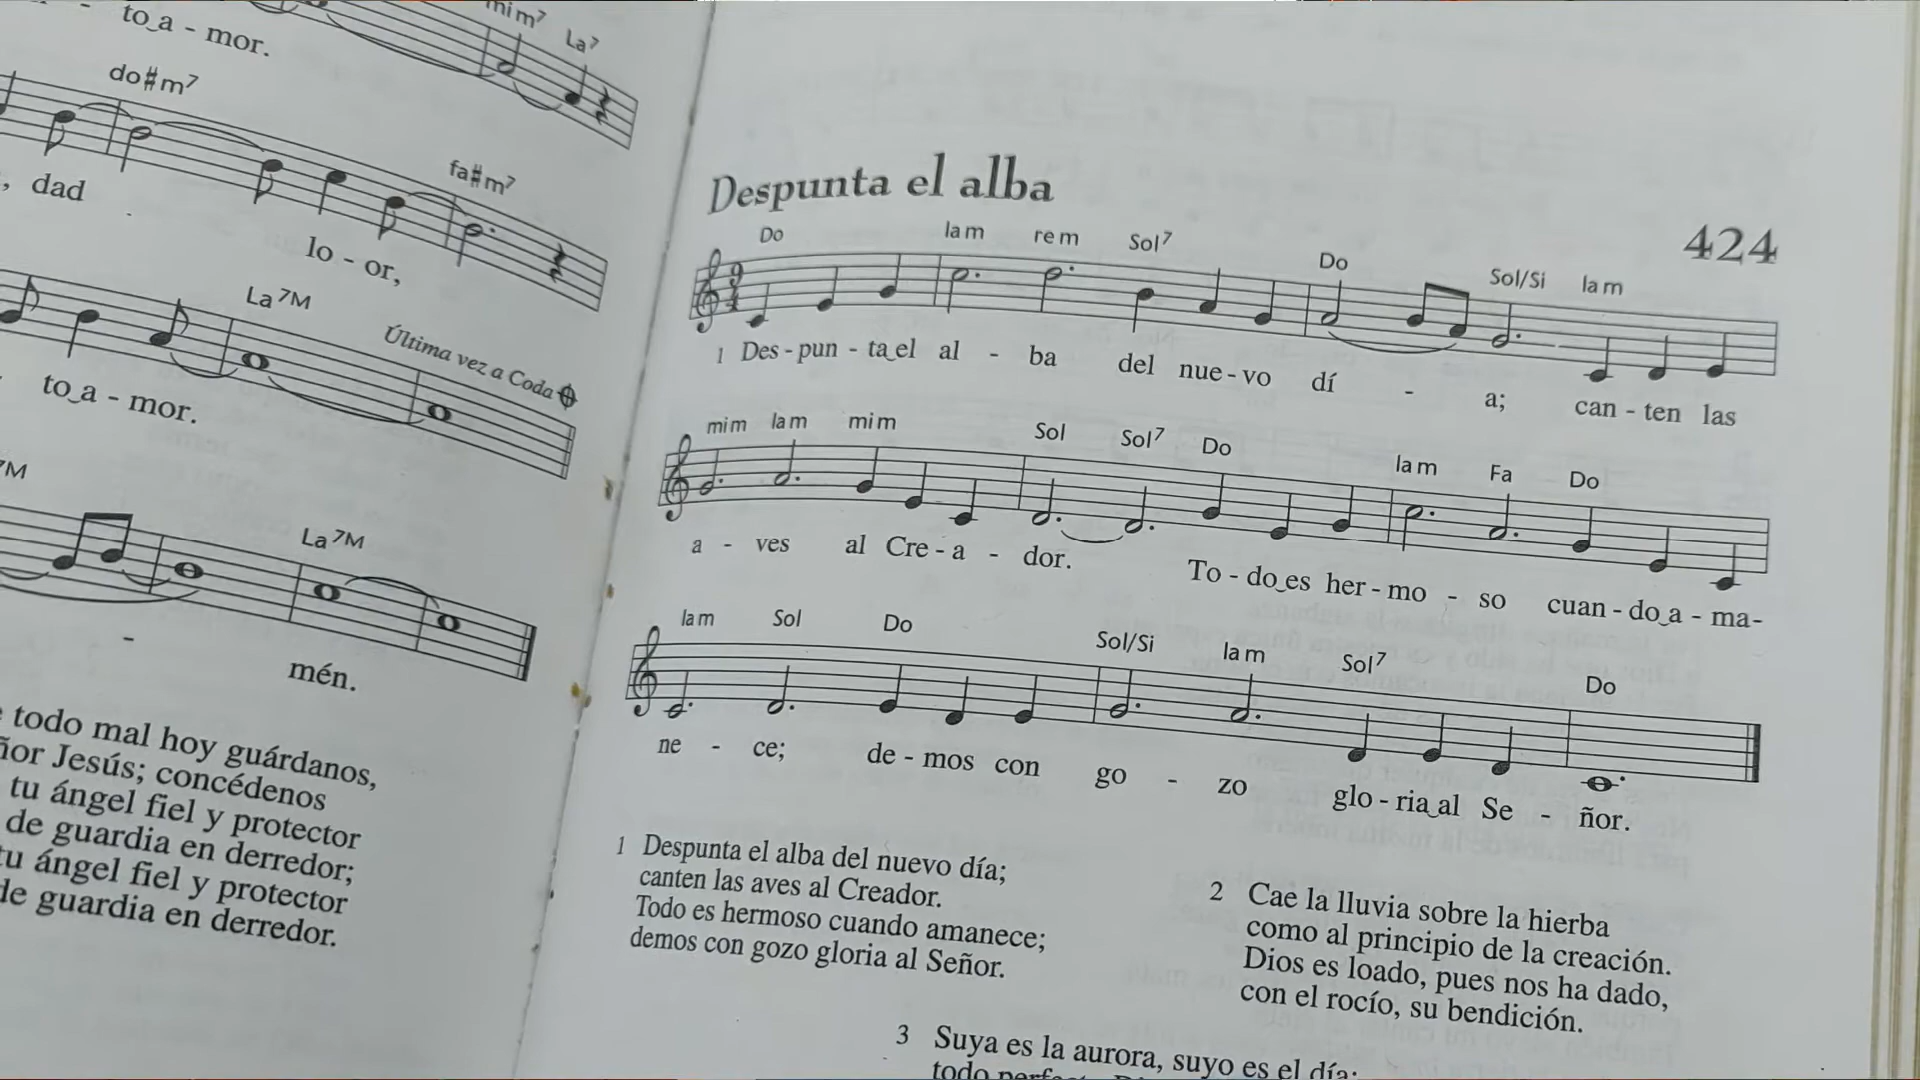 to_a - mor.
mim7 La7
do#m7
fa#m7
, dad lo - or,
La7M
Última vez a Coda
to_a - mor.
7M
La7M
- mén.
todo mal hoy guárdanos,
Jesús; concédenos
tu ángel fiel y protector
de guardia en derredor;
tu ángel fiel y protector
de guardia en derredor.
Despunta el alba
424
Do lam rem Sol7 Do Sol/Si lam
9
4
1 Des - pun - ta_el al - ba del nue - vo dí - a; can - ten las
mim lam mim Sol Sol7 Do lam Fa Do
a - ves al Cre - a - dor. To - do_es her - mo - so cuan - do_a - ma-
lam Sol Do Sol/Si lam Sol7 Do
ne - ce; de - mos con go - zo glo - ria_al Se - ñor.
1 Despunta el alba del nuevo día;
canten las aves al Creador.
Todo es hermoso cuando amanece;
demos con gozo gloria al Señor.
2 Cae la lluvia sobre la hierba
como al principio de la creación.
Dios es loado, pues nos ha dado,
con el rocío, su bendición.
3 Suya es la aurora, suyo es el día;
todo